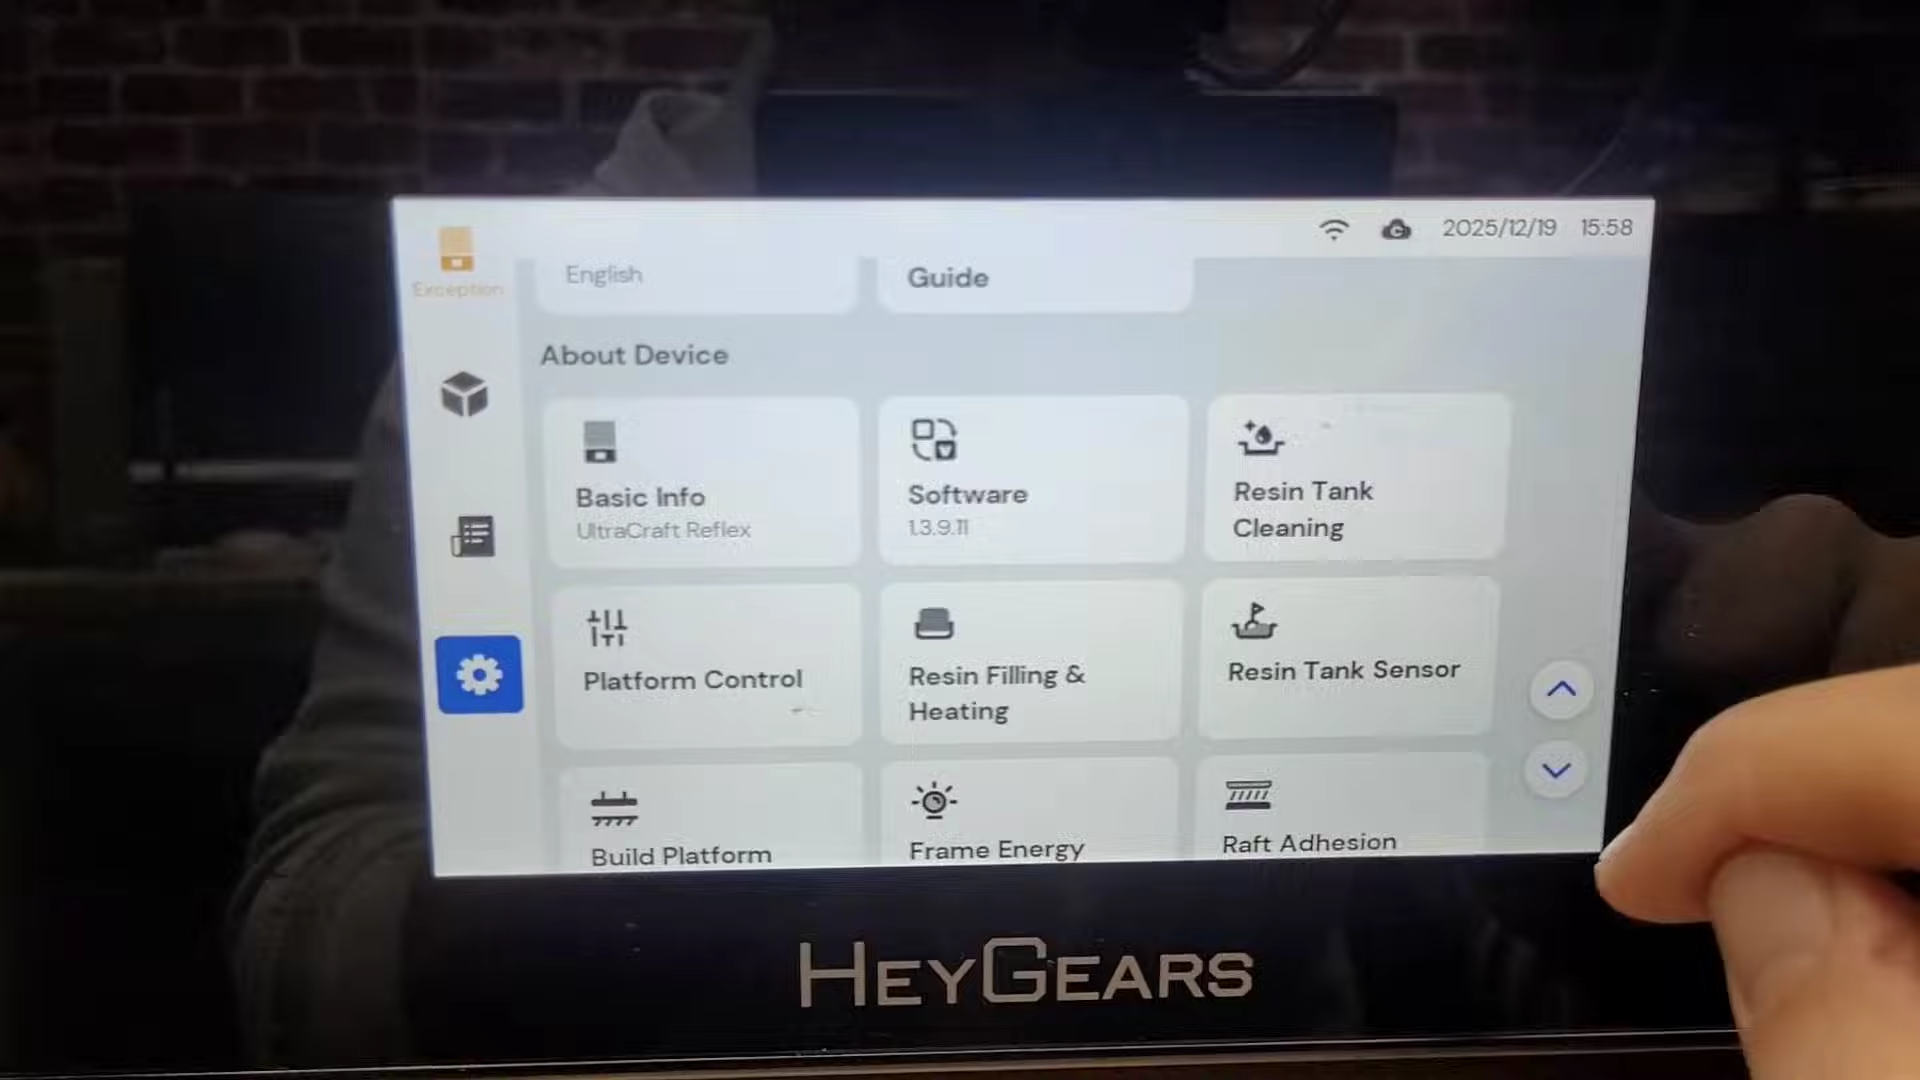 2025/12/19 15:58
Exception
English
Guide
About Device
Basic Info
UltraCraft Reflex
Software
1.3.9.11
Resin Tank
Cleaning
Platform Control
Resin Filling &
Heating
Resin Tank Sensor
Build Platform
Frame Energy
Raft Adhesion
HEYGEARS